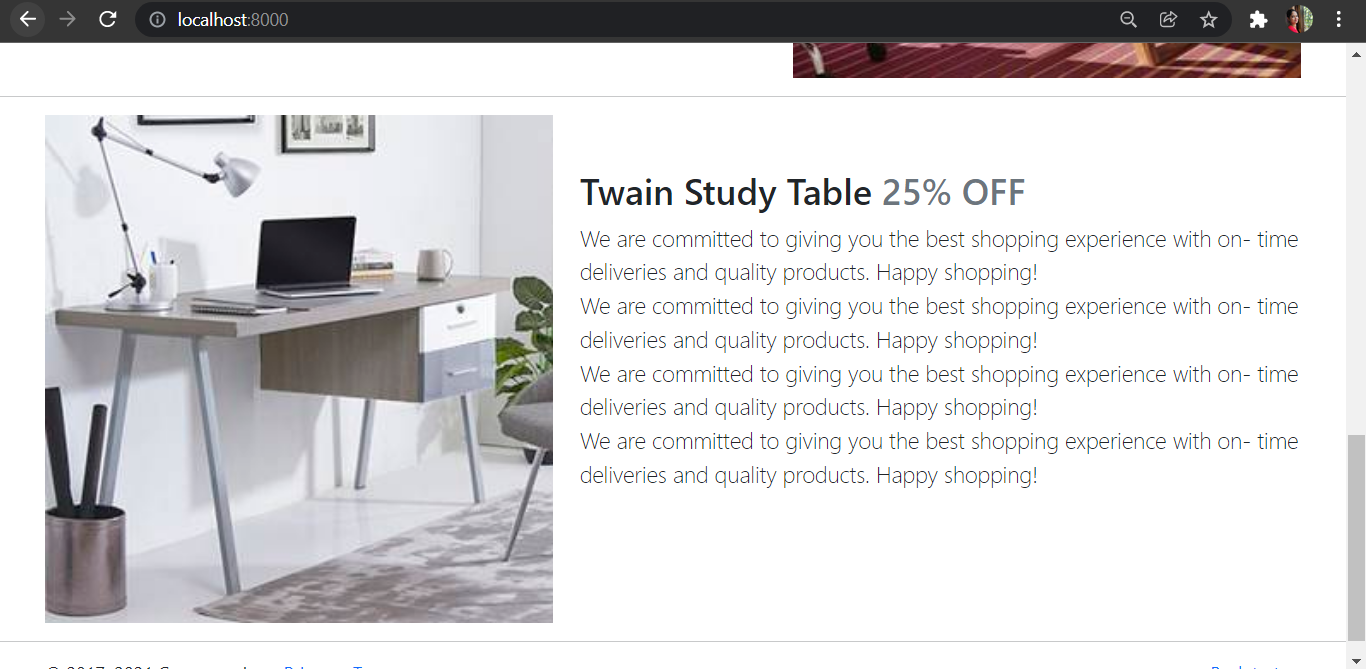 localhost:8000
Twain Study Table 25% OFF
We are committed to giving you the best shopping experience with on- time
deliveries and quality products. Happy shopping!
We are committed to giving you the best shopping experience with on- time
deliveries and quality products. Happy shopping!
We are committed to giving you the best shopping experience with on- time
deliveries and quality products. Happy shopping!
We are committed to giving you the best shopping experience with on- time
deliveries and quality products. Happy shopping!